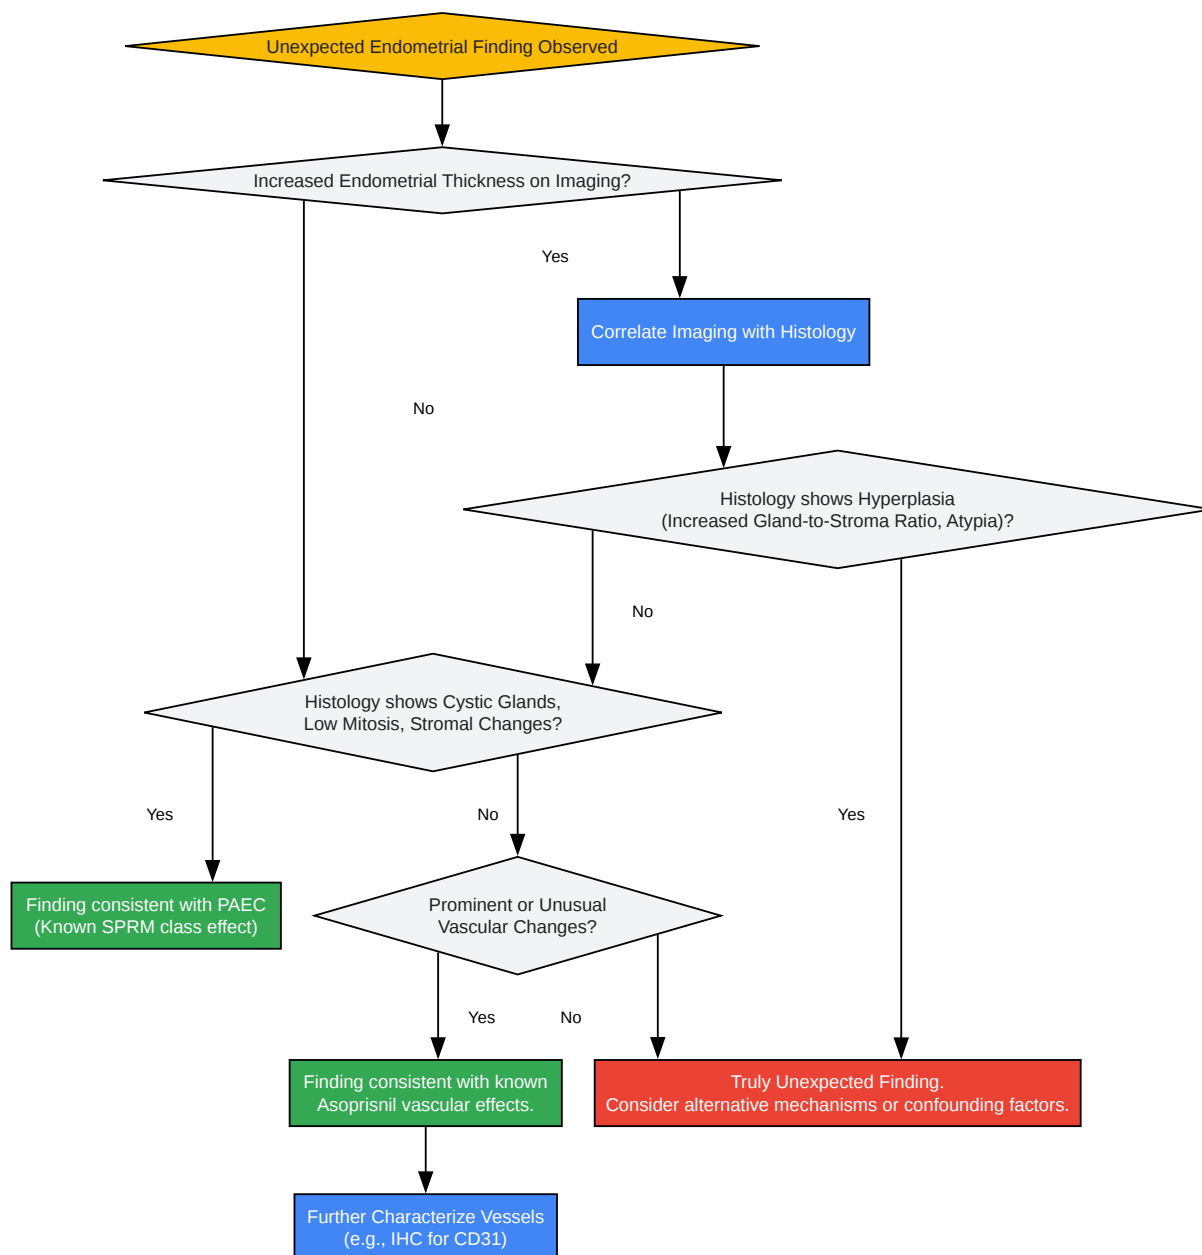 Unexpected Endometrial Finding Observed
Increased Endometrial Thickness on Imaging?
Yes
Correlate Imaging with Histology
No
Histology shows Hyperplasia
(Increased Gland-to-Stroma Ratio, Atypia)?
No
Histology shows Cystic Glands,
Low Mitosis, Stromal Changes?
Yes
No
Yes
Finding consistent with PAEC
(Known SPRM class effect)
Prominent or Unusual
Vascular Changes?
Yes
No
Finding consistent with known
Asoprisnil vascular effects.
Truly Unexpected Finding.
Consider alternative mechanisms or confounding factors.
Further Characterize Vessels
(e.g., IHC for CD31)